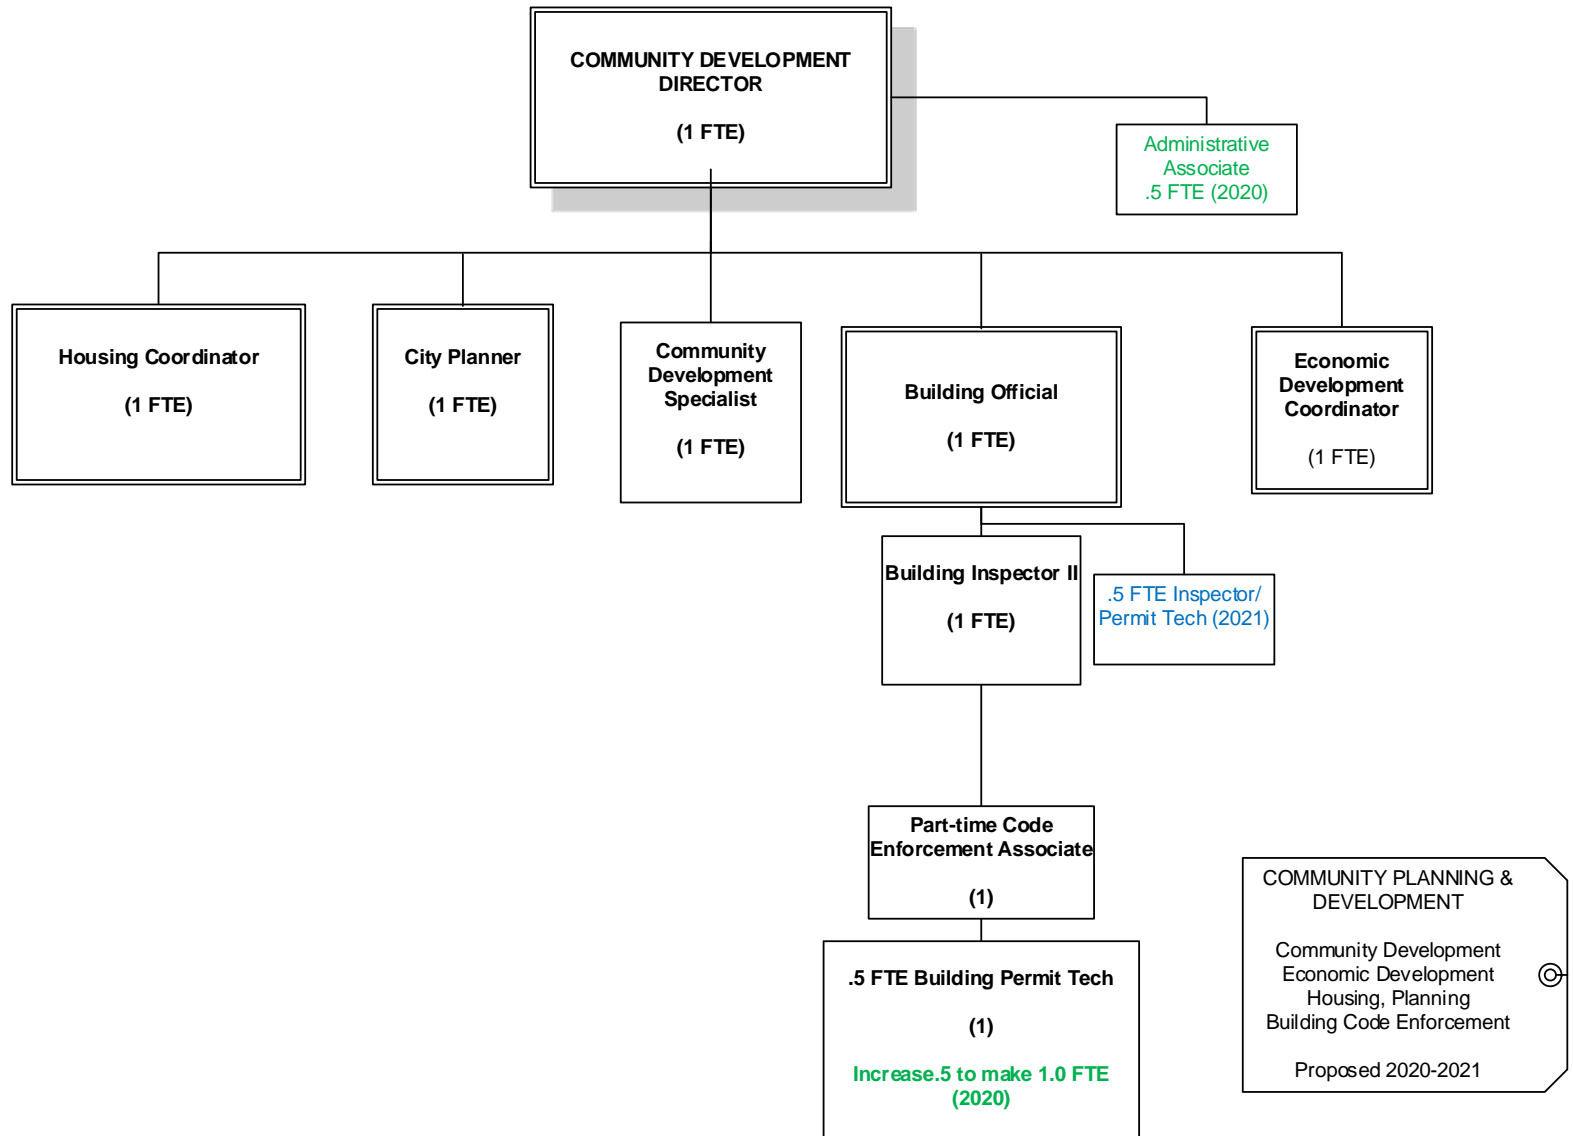 COMMUNITY DEVELOPMENT
DIRECTOR
(1 FTE)
Administrative
Associate
.5 FTE (2020)
Housing Coordinator
(1 FTE)
City Planner
(1 FTE)
Community
Development
Specialist
(1 FTE)
Building Official
(1 FTE)
Economic
Development
Coordinator
(1 FTE)
Building Inspector II
(1 FTE)
.5 FTE Inspector/
Permit Tech (2021)
Part-time Code
Enforcement Associate
(1)
.5 FTE Building Permit Tech
(1)
Increase.5 to make 1.0 FTE
(2020)
COMMUNITY PLANNING &
DEVELOPMENT
Community Development
Economic Development
Housing, Planning
Building Code Enforcement
Proposed 2020-2021